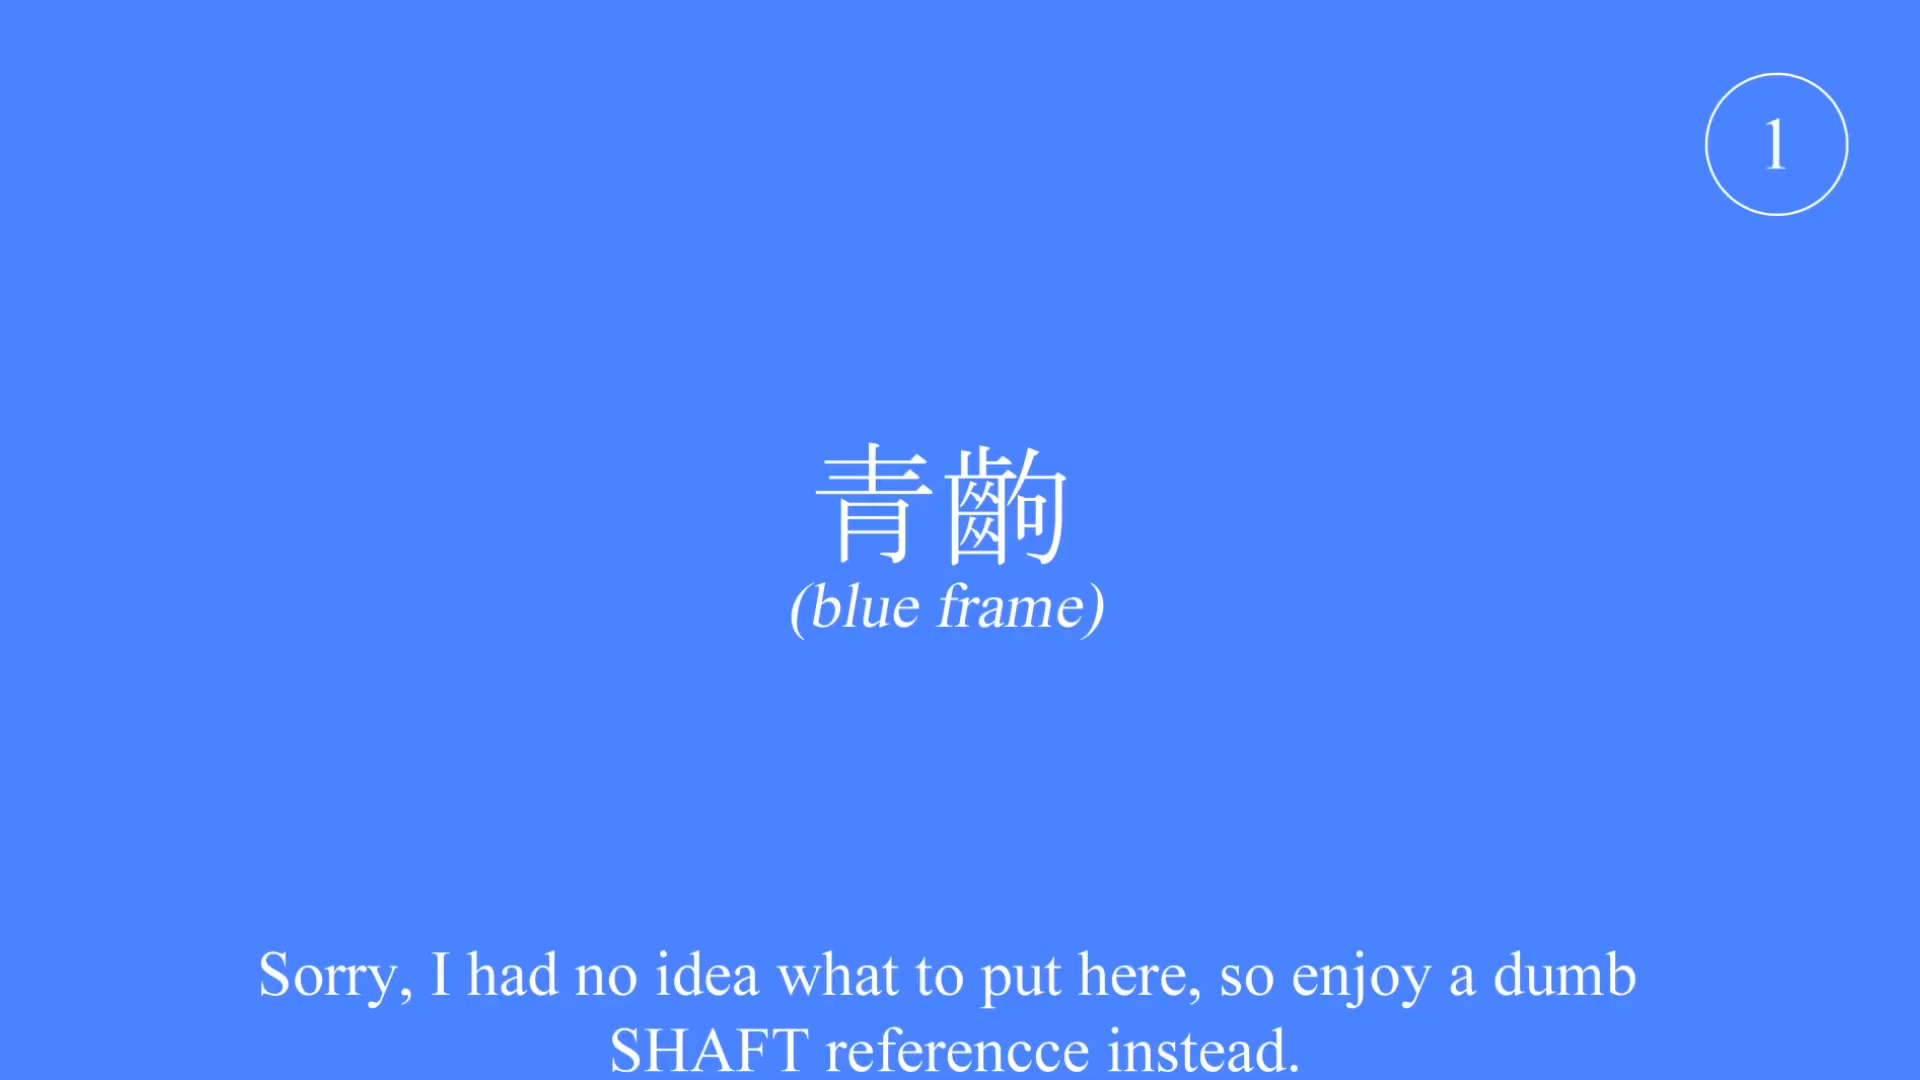 1
青齣
(blue frame)
Sorry, I had no idea what to put here, so enjoy a dumb
SHAFT referencce instead.